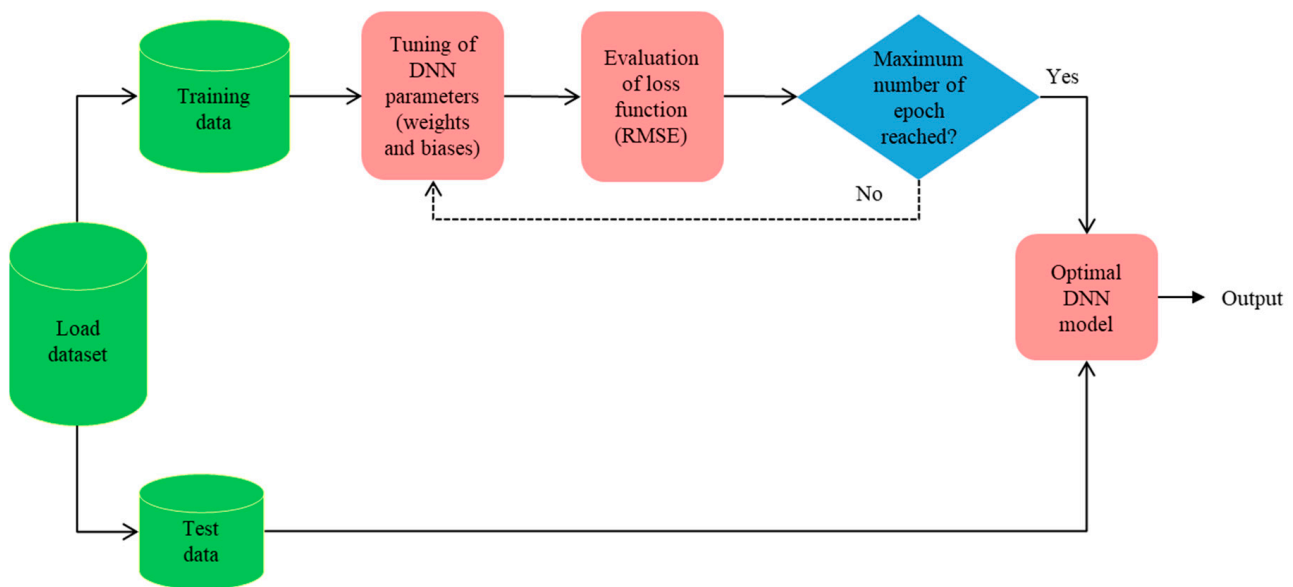 Training
data
Tuning of
DNN
parameters
(weights
and biases)
Evaluation
of loss
function
(RMSE)
Maximum
number of
epoch
reached?
Yes
No
Load
dataset
Optimal
DNN
model
Output
Test
data